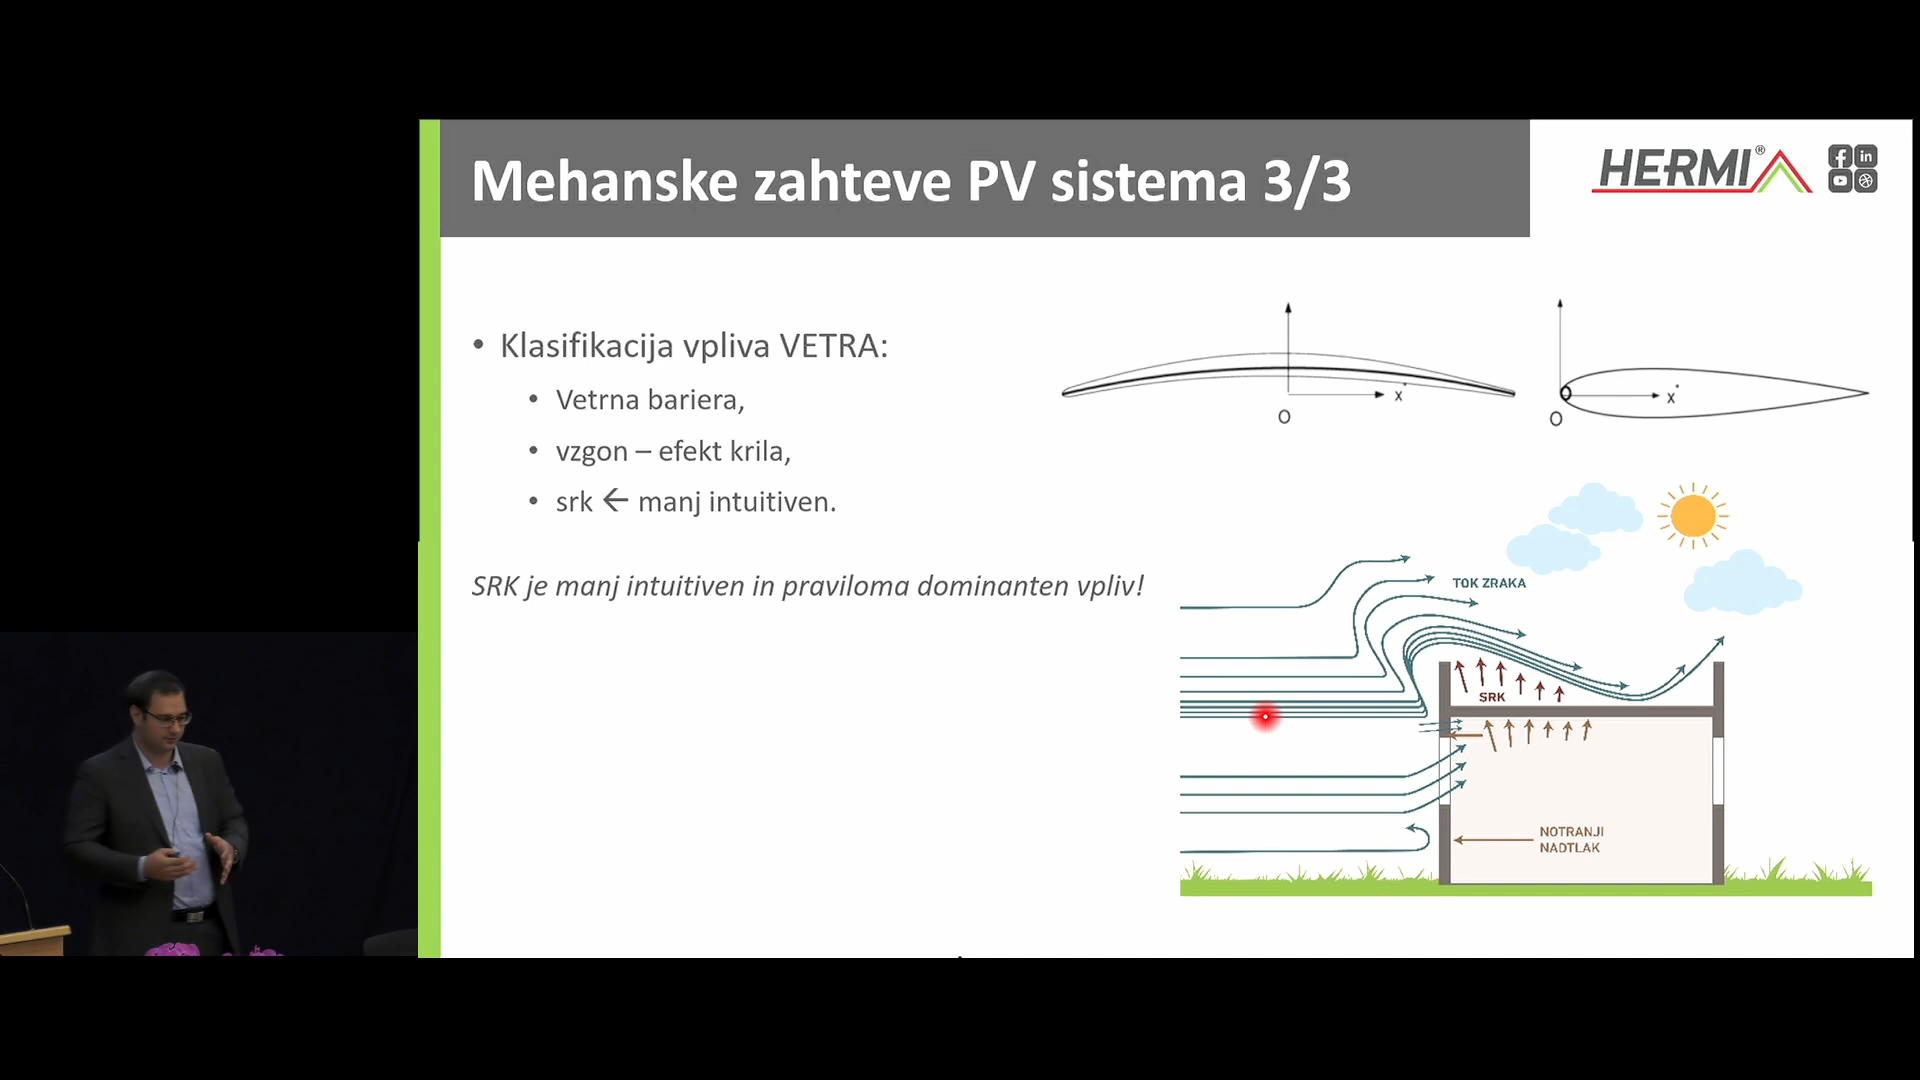 Mehanske zahteve PV sistema 3/3
HERMI®
in
• Klasifikacija vpliva VETRA:
• Vetrna bariera,
• vzgon – efekt krila,
• srk ← manj intuitiven.
SRK je manj intuitiven in praviloma dominanten vpliv!
x
O
x
O
TOK ZRAKA
SRK
NOTRANJI
NADTLAK